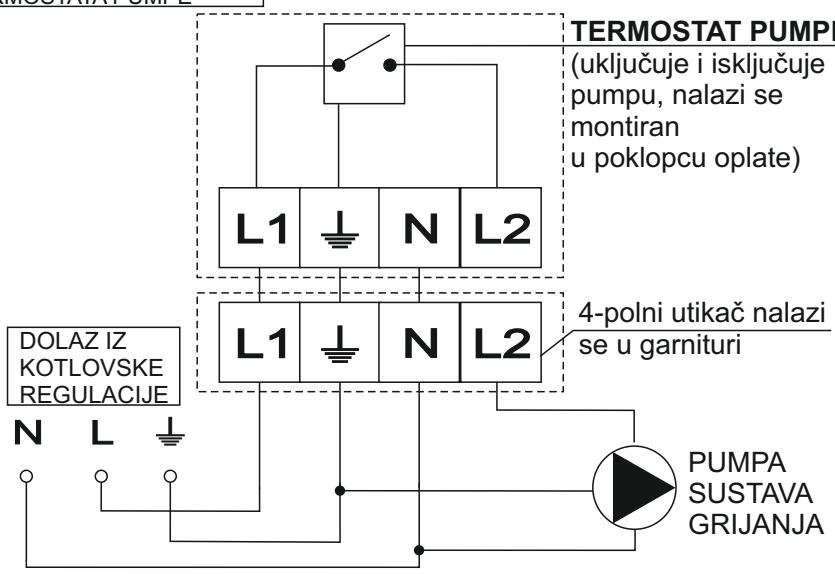 TERMOSTAT
(uključuje i isključuje
pumpu, nalazi se
montiran
u poklopcu oplate)
L1 N L2
L1 N L2
4-polni utikač nalazi
se u garnituri
DOLAZ IZ
KOTLOVSKE
REGULACIJE
N L
PUMPA
SUSTAVA
GRIJANJA